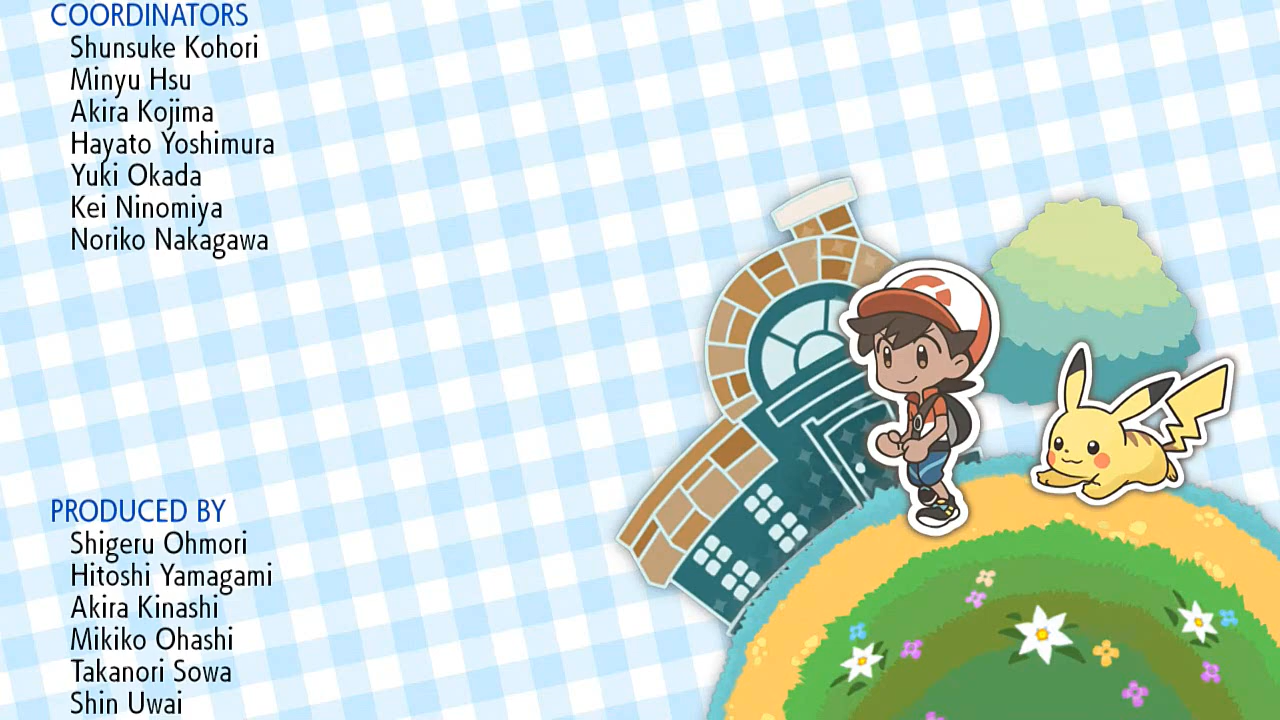 COORDINATORS
Shunsuke Kohori
Minyu Hsu
Akira Kojima
Hayato Yoshimura
Yuki Okada
Kei Ninomiya
Noriko Nakagawa
PRODUCED BY
Shigeru Ohmori
Hitoshi Yamagami
Akira Kinashi
Mikiko Ohashi
Takanori Sowa
Shin Uwai